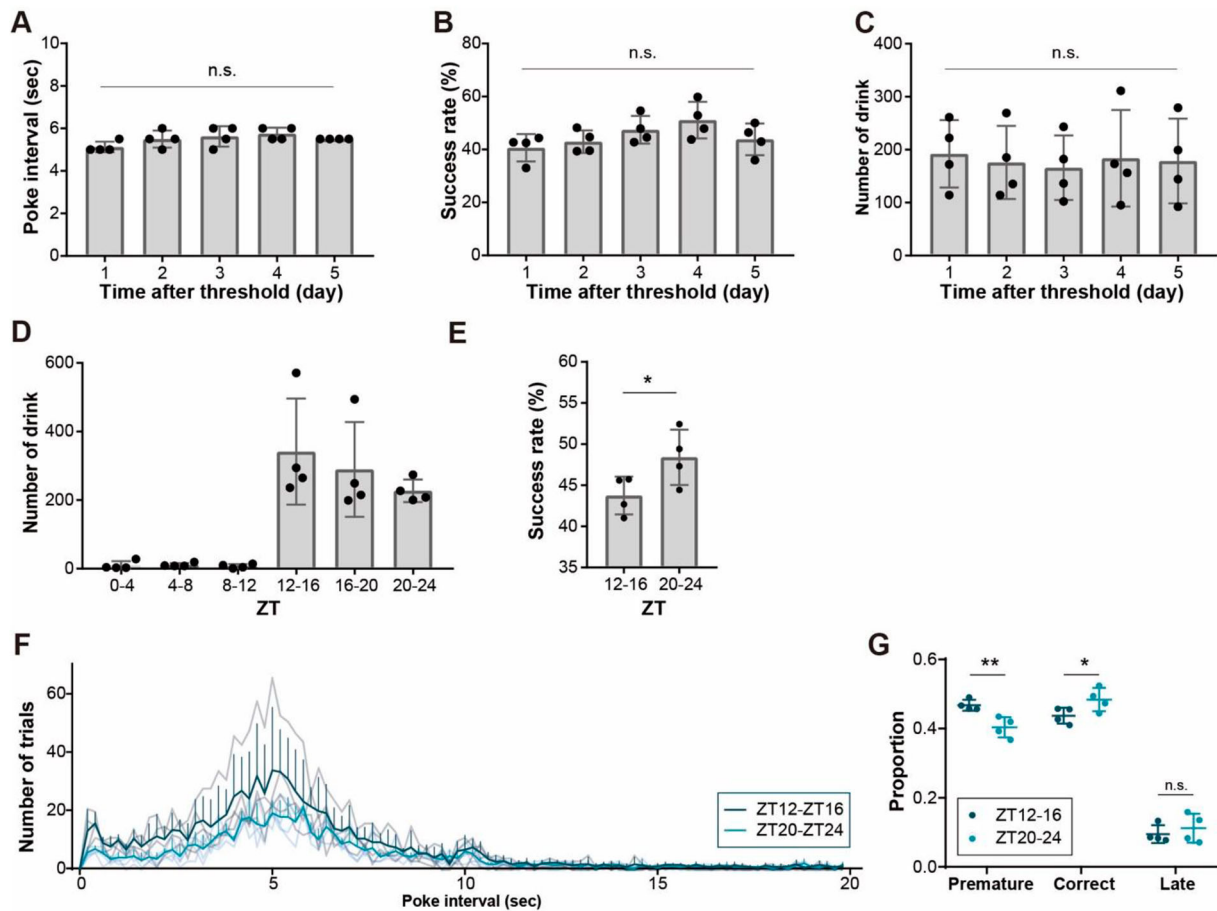 A
Poke interval (sec)
10
8
6
4
2
0
n.s.
1 2 3 4 5
Time after threshold (day)
B
Success rate (%)
80
60
40
20
0
n.s.
1 2 3 4 5
Time after threshold (day)
C
Number of drink
400
300
200
100
0
n.s.
1 2 3 4 5
Time after threshold (day)
D
Number of drink
600
400
200
0
0-4 4-8 8-12 12-16 16-20 20-24
ZT
E
Success rate (%)
60
55
50
45
40
35
*
12-16 20-24
ZT
F
Number of trials
60
40
20
0
ZT12-ZT16
ZT20-ZT24
0 5 10 15 20
Poke interval (sec)
G
Proportion
0.6
0.4
0.2
0.0
** *
n.s.
ZT12-16
ZT20-24
Premature Correct Late